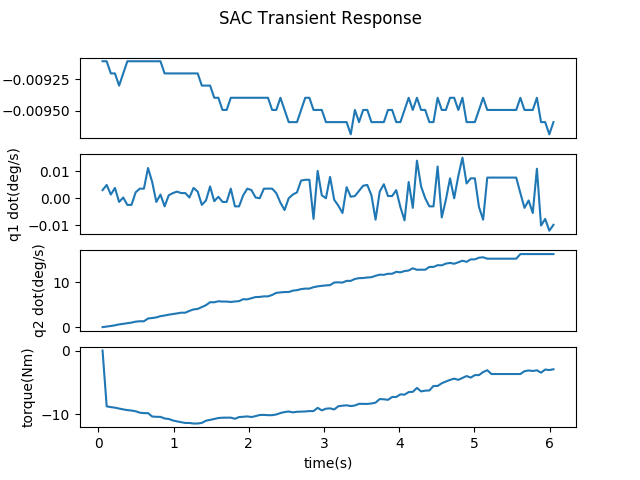 SAC Transient Response
−0.00925
−0.00950
q1 dot(deg/s)
0.01
0.00
−0.01
q2 dot(deg/s)
10
0
torque(Nm)
0
−10
0 1 2 3 4 5 6
time(s)